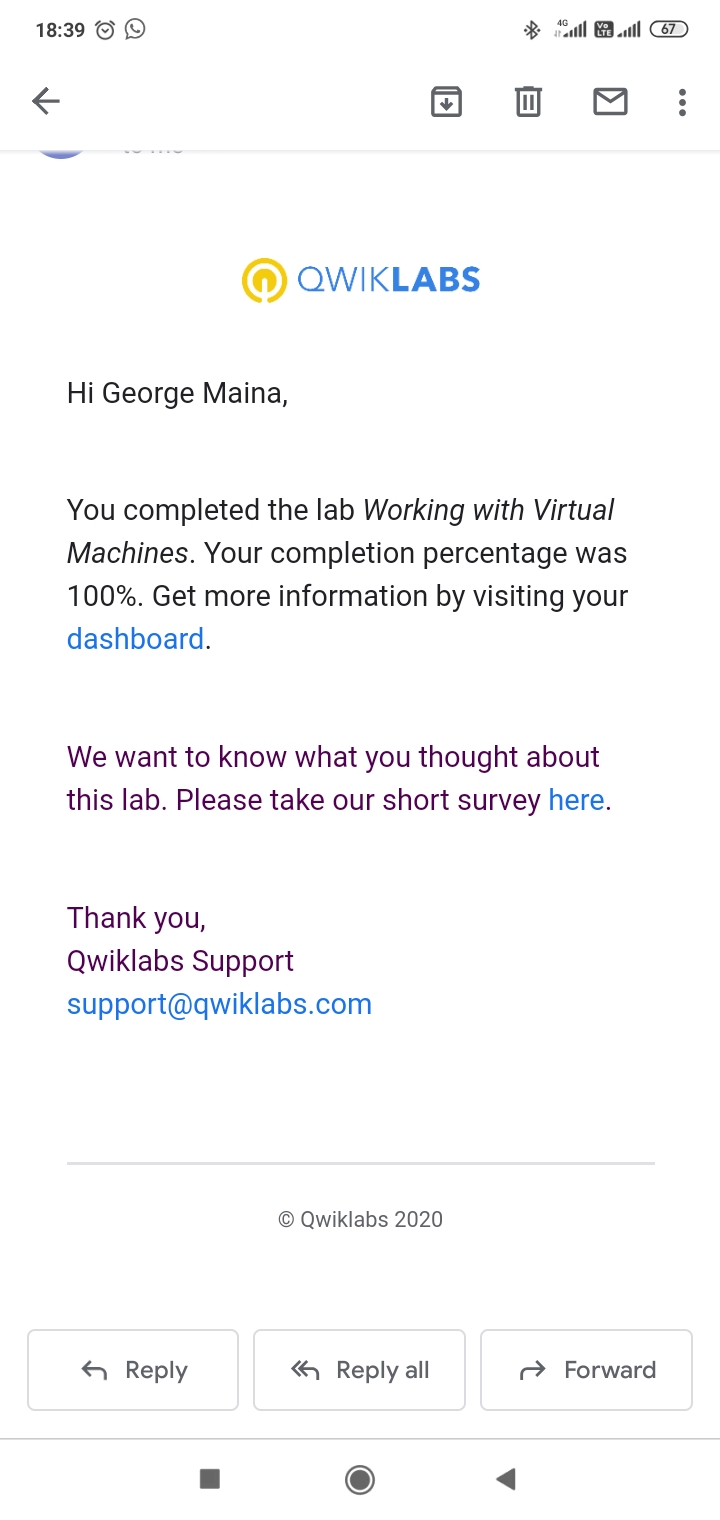 18:39 4G Vo LTE 67
QWIKLABS
Hi George Maina,
You completed the lab Working with Virtual
Machines. Your completion percentage was
100%. Get more information by visiting your
dashboard.
We want to know what you thought about
this lab. Please take our short survey here.
Thank you,
Qwiklabs Support
support@qwiklabs.com
© Qwiklabs 2020
Reply Reply all Forward